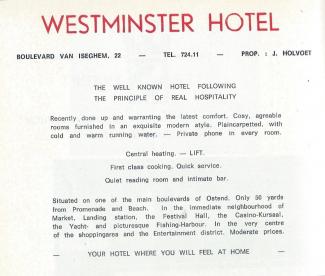 WESTMINSTER HOTEL
BOULEVARD VAN ISEGHEM, 22 — TEL. 724.11 — PROP. : J. HOLVOET
THE WELL KNOWN HOTEL FOLLOWING
THE PRINCIPLE OF REAL HOSPITALITY
Recently done up and warranting the latest comfort. Cosy, agreable
rooms furnished in an exquisite modern style. Plaincarpetted, with
cold and warm running water. — Private phone in every room.
Central heating. — LIFT.
First class cooking. Quick service.
Quiet reading room and intimate bar.
Situated on one of the main boulevards of Ostend. Only 50 yards
from Promenade and Beach. In the immediate neighbourhood of
Market, Landing station, the Festival Hall, the Casino-Kursaal,
the Yacht- and picturesque Fishing-Harbour. In the very centre
of the shoppingarea and the Entertainment district. Moderate prices.
— YOUR HOTEL WHERE YOU WILL FEEL AT HOME —